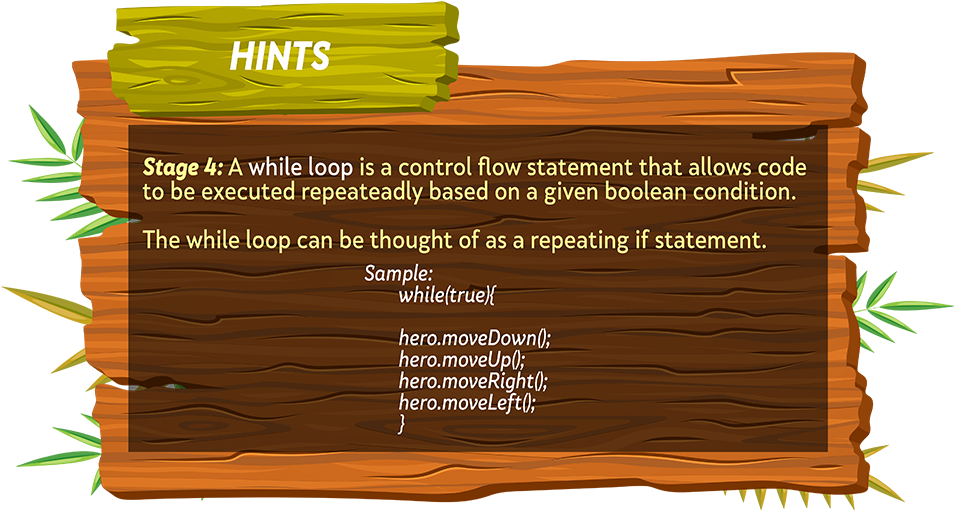 HINTS
Stage 4: A while loop is a control flow statement that allows code
to be executed repeateadly based on a given boolean condition.
The while loop can be thought of as a repeating if statement.
Sample:
while(true){
hero.moveDown();
hero.moveUp();
hero.moveRight();
hero.moveLeft();
}